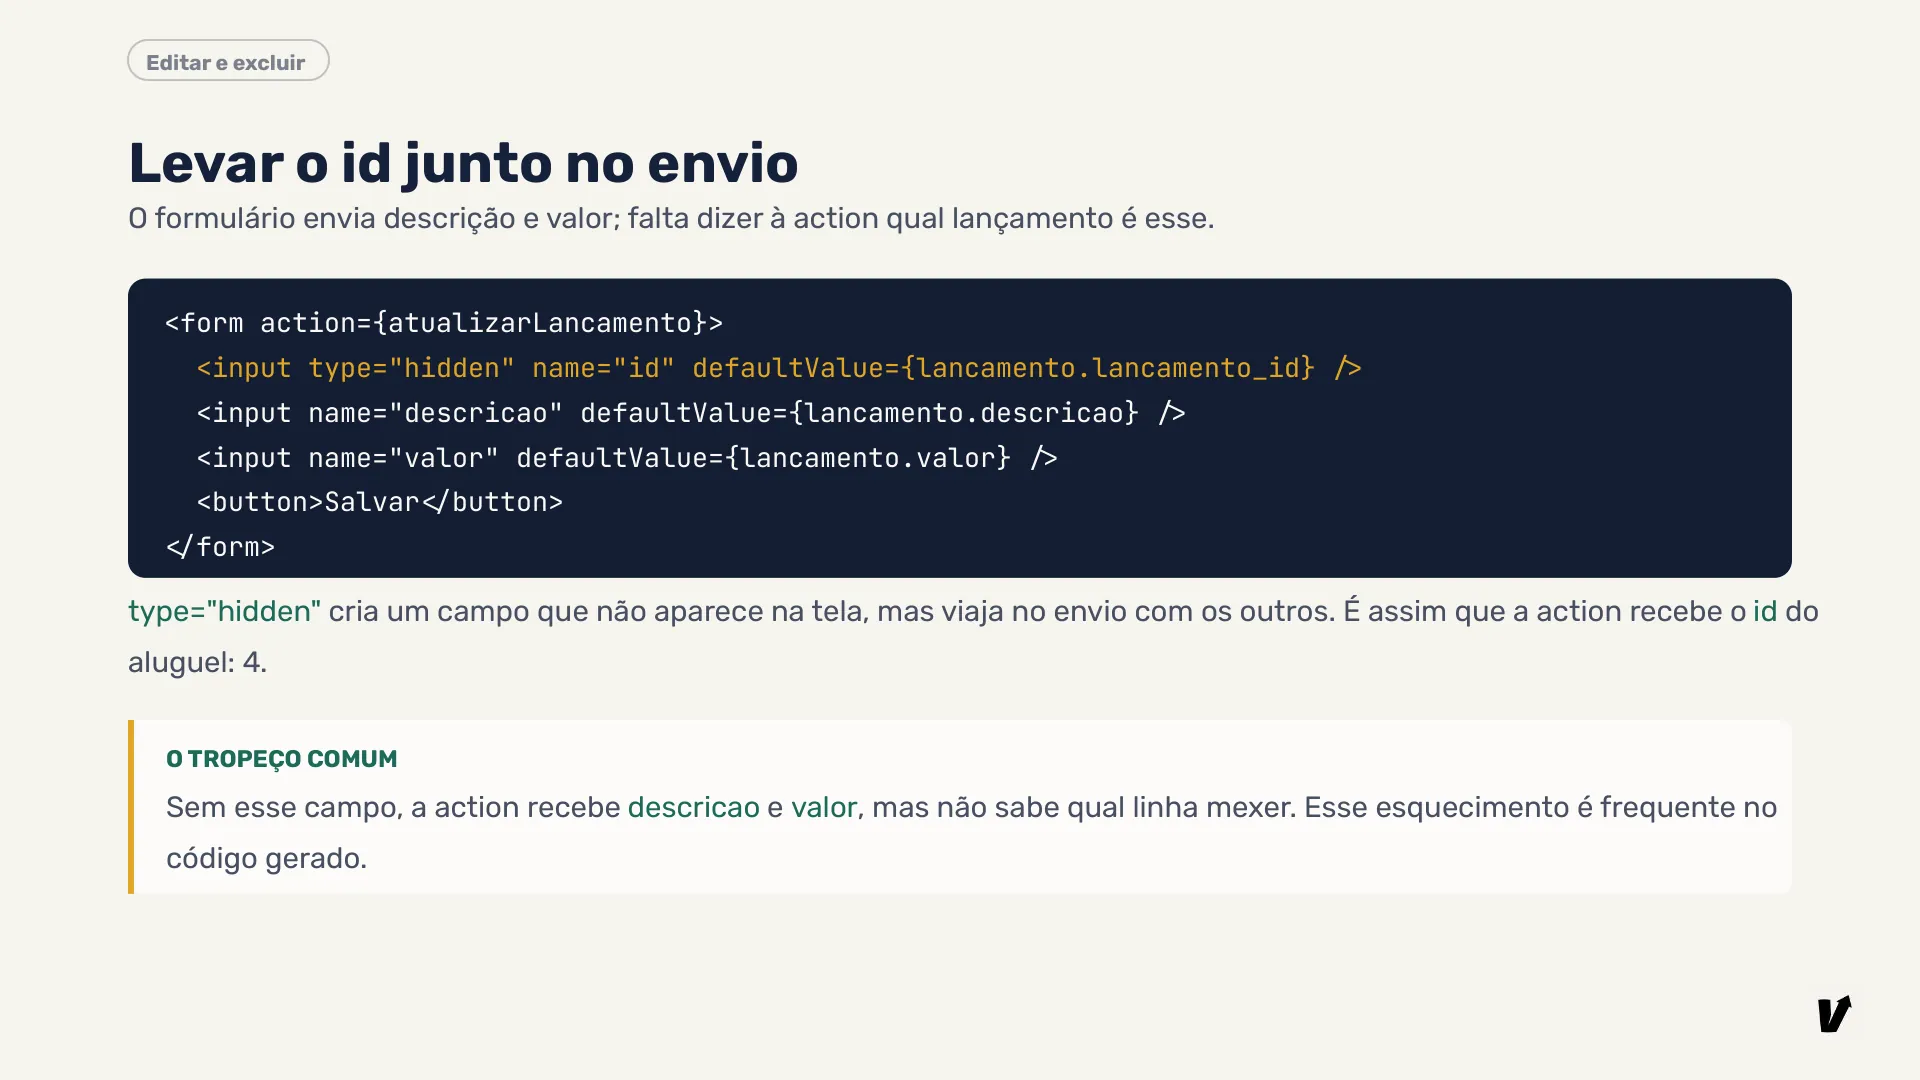 Editar e excluir
Levar o id junto no envio
O formulário envia descrição e valor; falta dizer à action qual lançamento é esse.
<form action={atualizarLancamento}>
  <input type="hidden" name="id" defaultValue={lancamento.lancamento_id} />
  <input name="descricao" defaultValue={lancamento.descricao} />
  <input name="valor" defaultValue={lancamento.valor} />
  <button>Salvar</button>
</form>
type="hidden" cria um campo que não aparece na tela, mas viaja no envio com os outros. É assim que a action recebe o id do
aluguel: 4.
O TROPEÇO COMUM
Sem esse campo, a action recebe descricao e valor, mas não sabe qual linha mexer. Esse esquecimento é frequente no
código gerado.